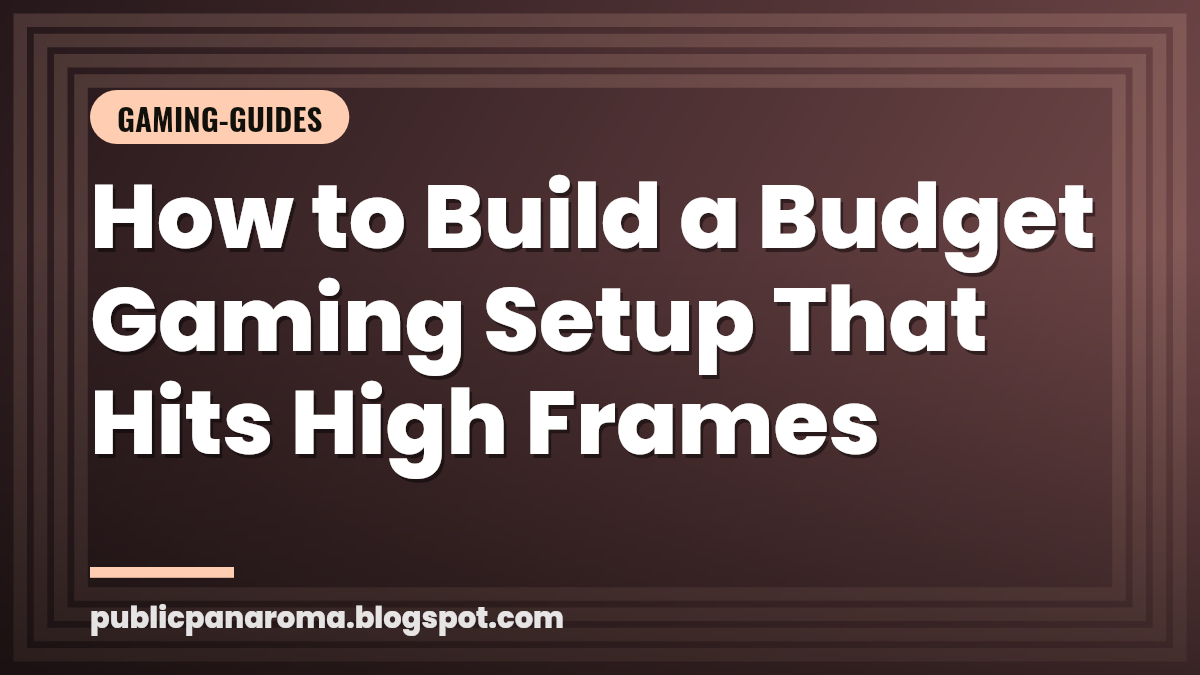 GAMING-GUIDES
How to Build a Budget
Gaming Setup That
Hits High Frames
publicpanaroma.blogspot.com